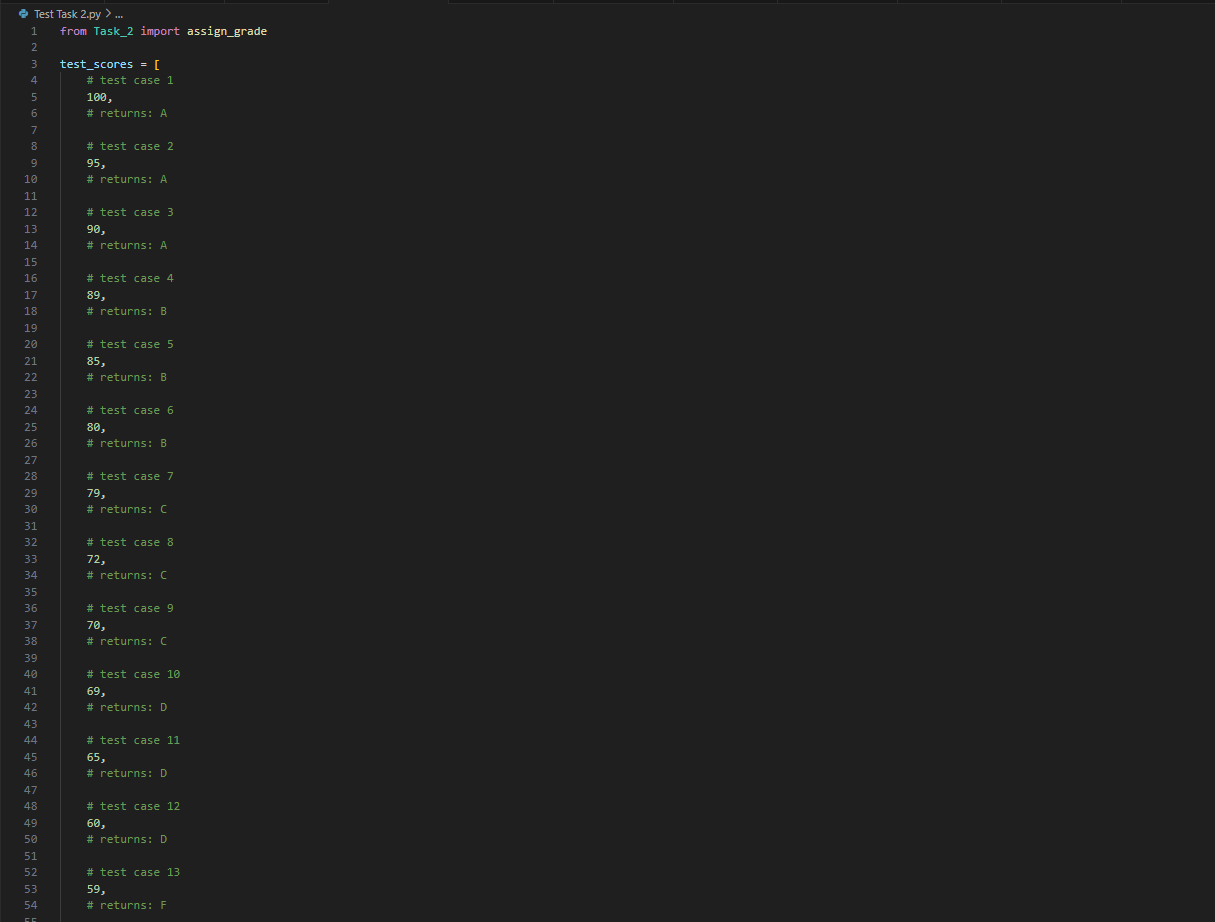 Test Task 2.py > ...
1 from Task_2 import assign_grade
2
3 test_scores = [
4 # test case 1
5 100,
6 # returns: A
7
8 # test case 2
9 95,
10 # returns: A
11
12 # test case 3
13 90,
14 # returns: A
15
16 # test case 4
17 89,
18 # returns: B
19
20 # test case 5
21 85,
22 # returns: B
23
24 # test case 6
25 80,
26 # returns: B
27
28 # test case 7
29 79,
30 # returns: C
31
32 # test case 8
33 72,
34 # returns: C
35
36 # test case 9
37 70,
38 # returns: C
39
40 # test case 10
41 69,
42 # returns: D
43
44 # test case 11
45 65,
46 # returns: D
47
48 # test case 12
49 60,
50 # returns: D
51
52 # test case 13
53 59,
54 # returns: F
55